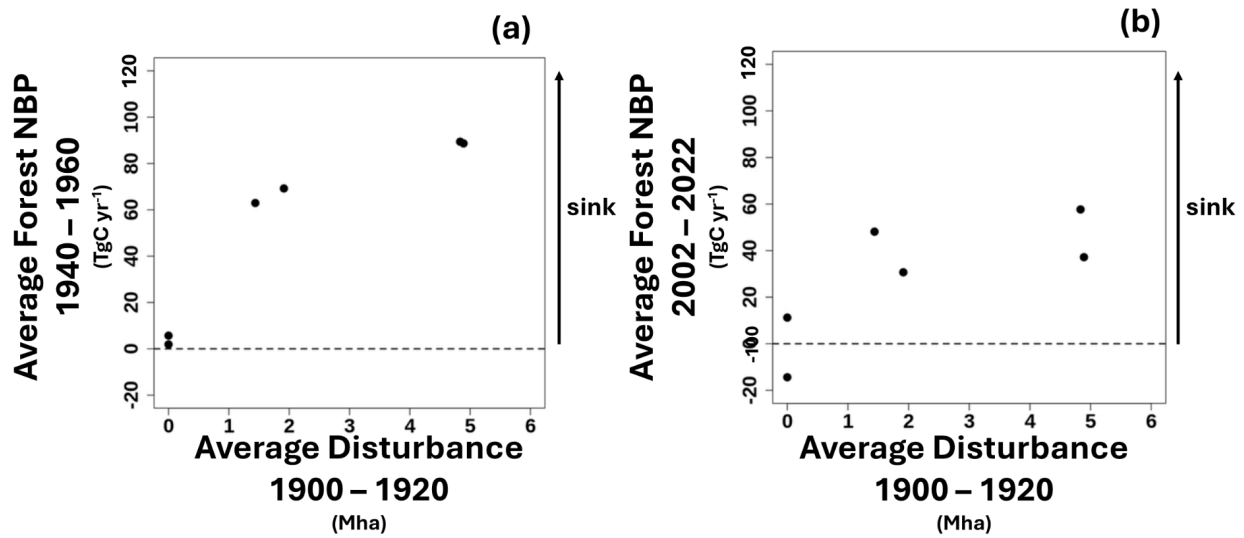 (a)
Average Forest NBP
1940 – 1960
(TgC yr⁻¹)
120
100
80
60
40
20
0
-20
sink
0 1 2 3 4 5 6
Average Disturbance
1900 – 1920
(Mha)
(b)
Average Forest NBP
2002 – 2022
(TgC yr⁻¹)
120
100
80
60
40
20
-20
sink
0 1 2 3 4 5 6
Average Disturbance
1900 – 1920
(Mha)